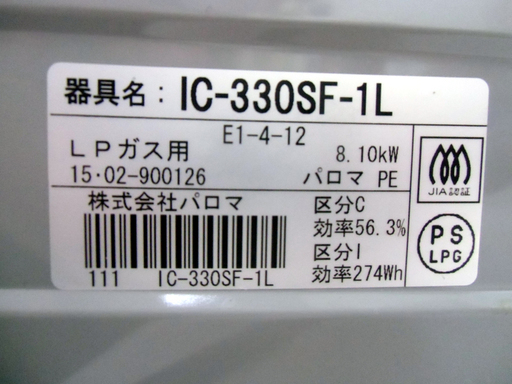 器具名：IC-330SF-1L
E1-4-12
LPガス用 8.10kW
15・02-900126 パロマ PE
JIA認証
株式会社パロマ 区分C
効率56.3%
区分I
効率274Wh
PS
LPG
111 IC-330SF-1L